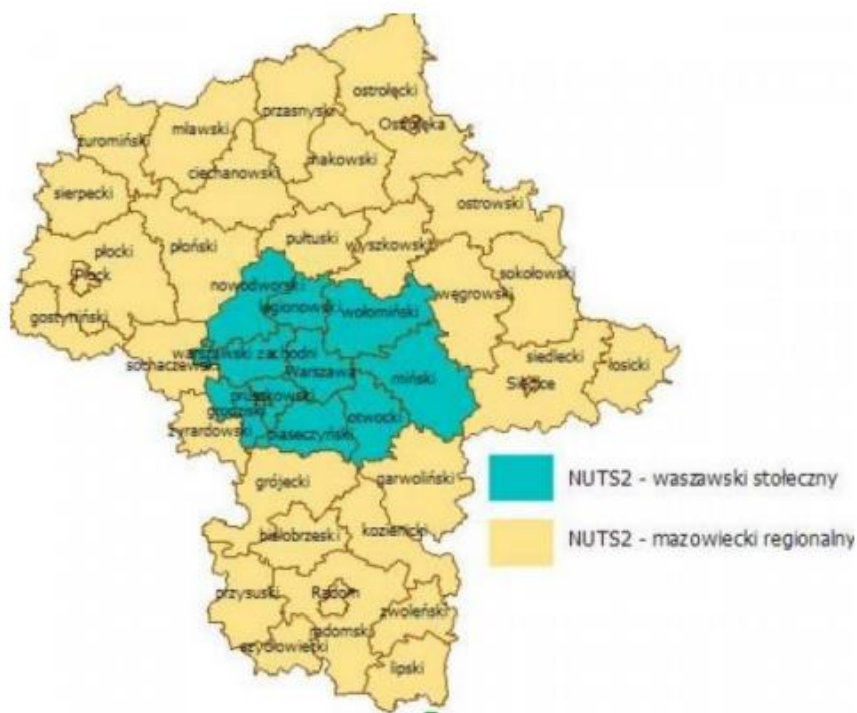 ostrołęcki
przasnyski
Ostrołęka
mławski
żuromiński
makowski
ciechanowski
sierpecki
ostrowski
pułtuski
płocki
płoński
wyszkowski
sokołowski
Płock
nowodworski
węgrowski
legionowski
wołomiński
gostyniński
warszawski zachodni
siedlecki
sochaczewski
łosicki
Warszawa
miński
Siedlce
pruszkowski
grodziski
otwocki
żyrardowski
piaseczyński
grójecki
garwoliński
NUTS2 - waszawski stołeczny
białobrzeski
kozienicki
NUTS2 - mazowiecki regionalny
przysuski
Radom
zwoleński
radomski
szydłowiecki
lipski